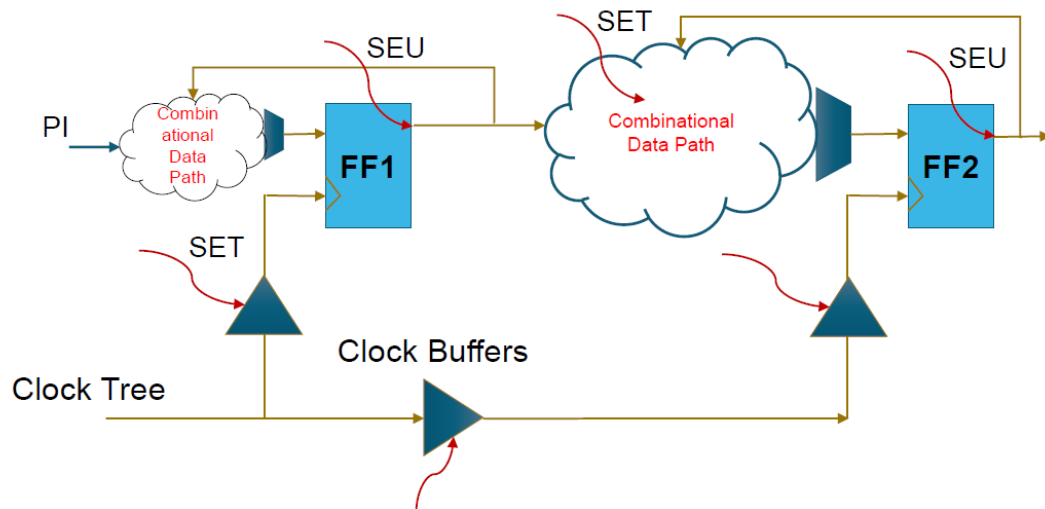 SET
SEU
SEU
PI
Combin
ational
Data
Path
FF1
Combinational
Data Path
FF2
SET
Clock Buffers
Clock Tree